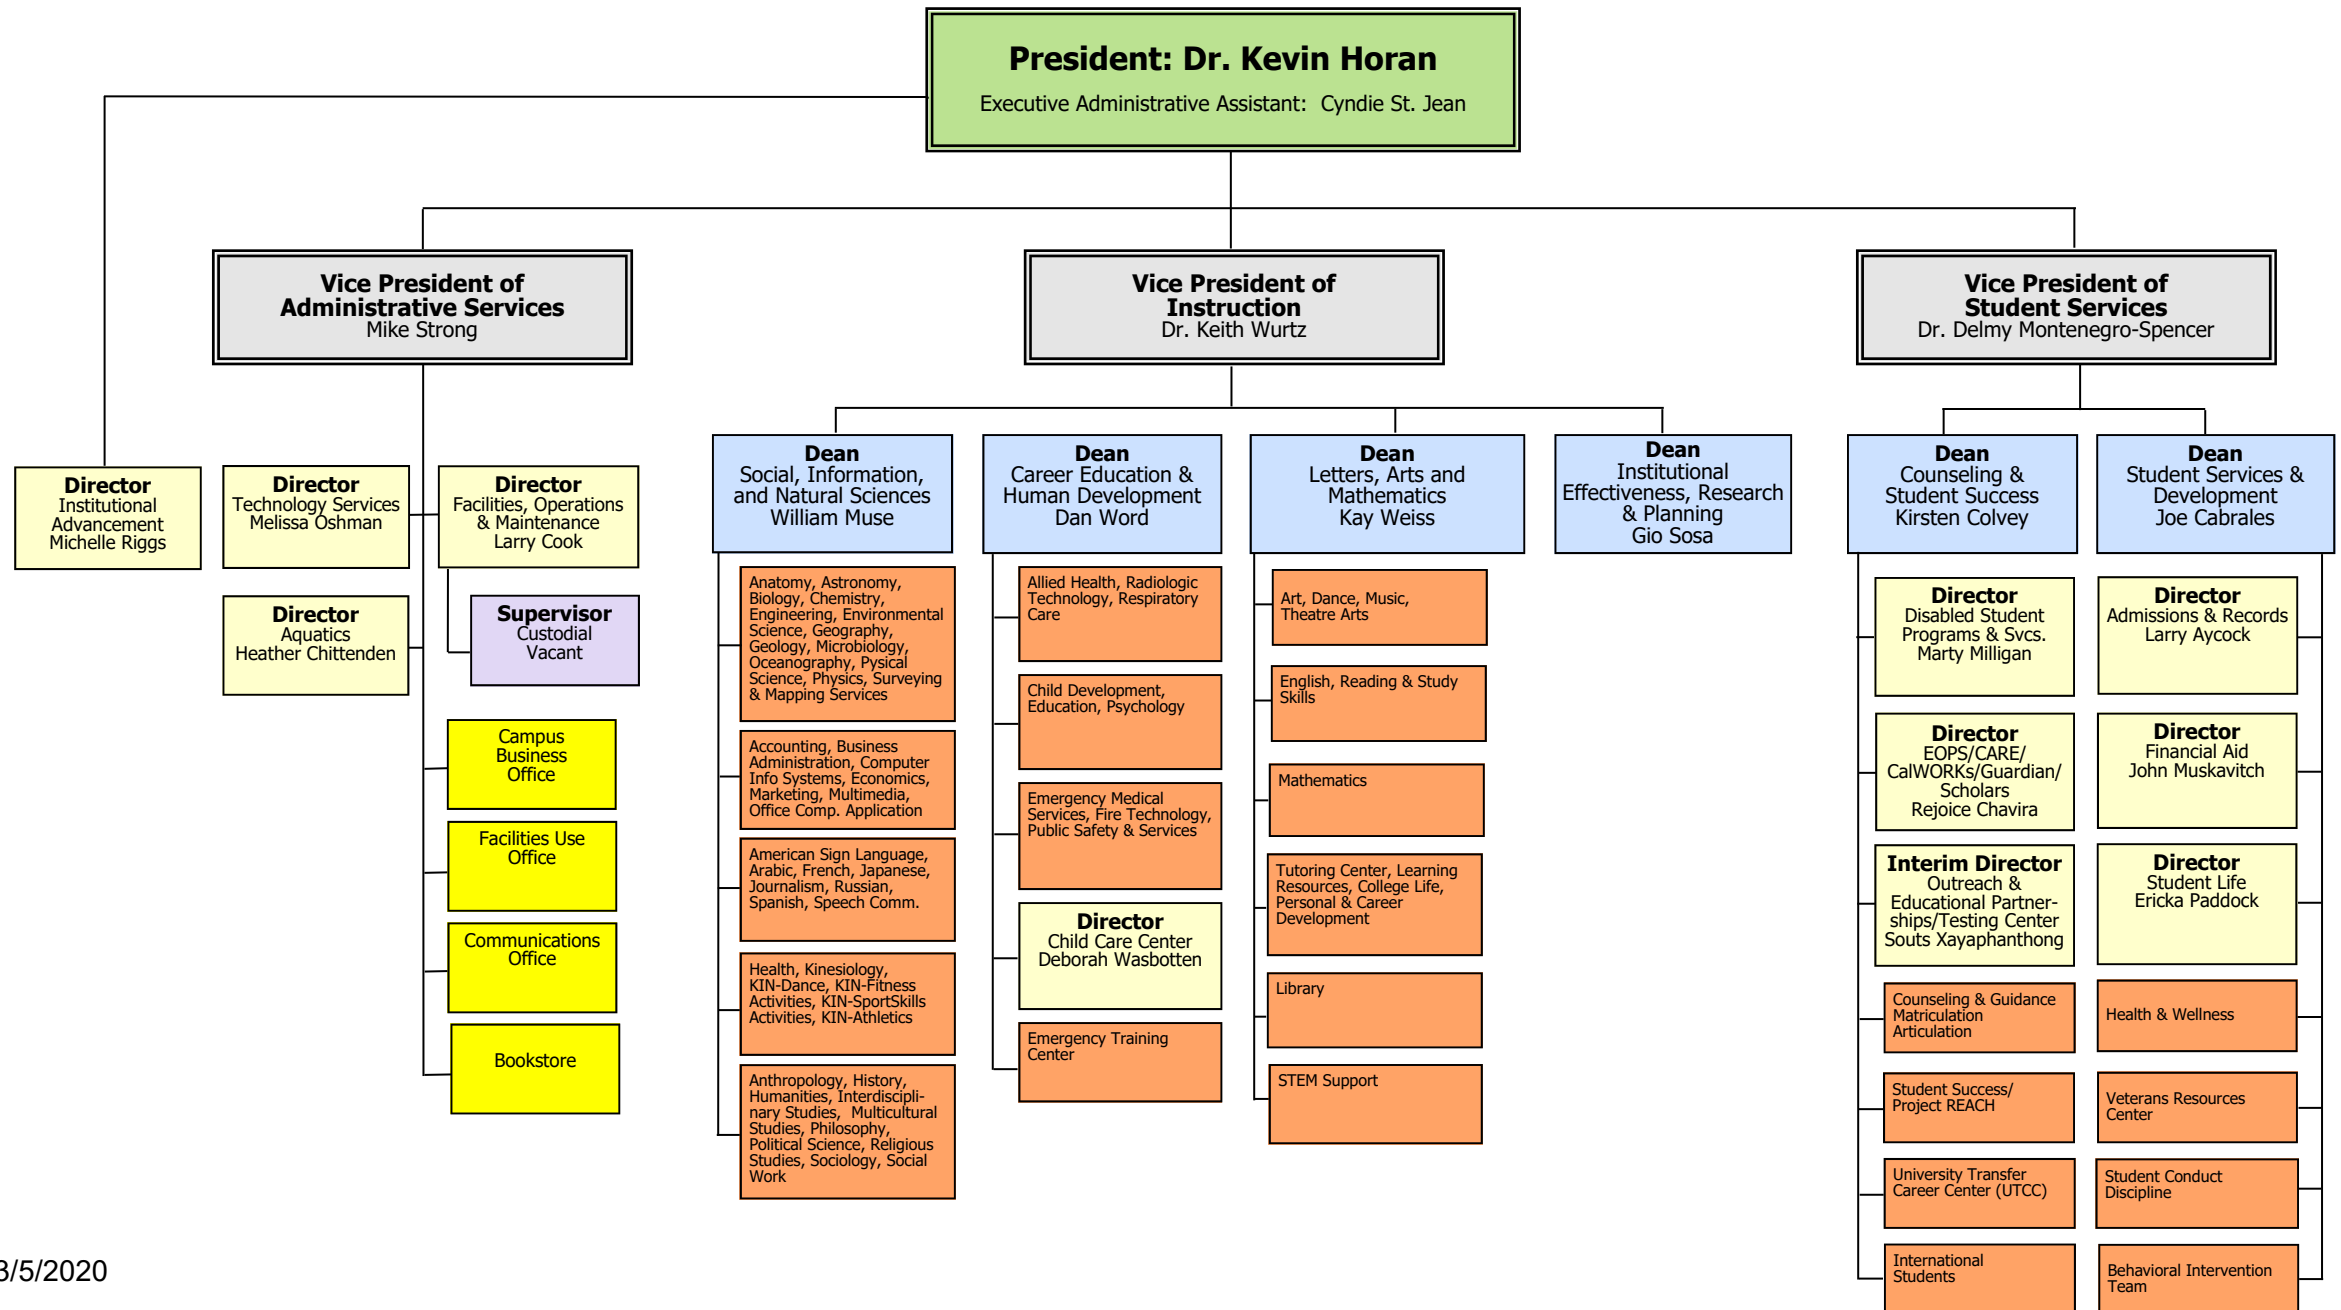 President: Dr. Kevin Horan
Executive Administrative Assistant: Cyndie St. Jean
Vice President of
Administrative Services
Mike Strong
Vice President of
Instruction
Dr. Keith Wurtz
Vice President of
Student Services
Dr. Delmy Montenegro-Spencer
Director
Institutional
Advancement
Michelle Riggs
Director
Technology Services
Melissa Oshman
Director
Facilities, Operations
& Maintenance
Larry Cook
Director
Aquatics
Heather Chittenden
Supervisor
Custodial
Vacant
Campus
Business
Office
Facilities Use
Office
Communications
Office
Bookstore
Dean
Social, Information,
and Natural Sciences
William Muse
Anatomy, Astronomy,
Biology, Chemistry,
Engineering, Environmental
Science, Geography,
Geology, Microbiology,
Oceanography, Pysical
Science, Physics, Surveying
& Mapping Services
Accounting, Business
Administration, Computer
Info Systems, Economics,
Marketing, Multimedia,
Office Comp. Application
American Sign Language,
Arabic, French, Japanese,
Journalism, Russian,
Spanish, Speech Comm.
Health, Kinesiology,
KIN-Dance, KIN-Fitness
Activities, KIN-SportSkills
Activities, KIN-Athletics
Anthropology, History,
Humanities, Interdiscipli-
nary Studies, Multicultural
Studies, Philosophy,
Political Science, Religious
Studies, Sociology, Social
Work
Dean
Career Education &
Human Development
Dan Word
Allied Health, Radiologic
Technology, Respiratory
Care
Child Development,
Education, Psychology
Emergency Medical
Services, Fire Technology,
Public Safety & Services
Director
Child Care Center
Deborah Wasbotten
Emergency Training
Center
Dean
Letters, Arts and
Mathematics
Kay Weiss
Art, Dance, Music,
Theatre Arts
English, Reading & Study
Skills
Mathematics
Tutoring Center, Learning
Resources, College Life,
Personal & Career
Development
Library
STEM Support
Dean
Institutional
Effectiveness, Research
& Planning
Gio Sosa
Dean
Counseling &
Student Success
Kirsten Colvey
Director
Disabled Student
Programs & Svcs.
Marty Milligan
Director
EOPS/CARE/
CalWORKs/Guardian/
Scholars
Rejoice Chavira
Interim Director
Outreach &
Educational Partner-
ships/Testing Center
Souts Xayaphanthong
Counseling & Guidance
Matriculation
Articulation
Student Success/
Project REACH
University Transfer
Career Center (UTCC)
International
Students
Dean
Student Services &
Development
Joe Cabrales
Director
Admissions & Records
Larry Aycock
Director
Financial Aid
John Muskavitch
Director
Student Life
Ericka Paddock
Health & Wellness
Veterans Resources
Center
Student Conduct
Discipline
Behavioral Intervention
Team
3/5/2020